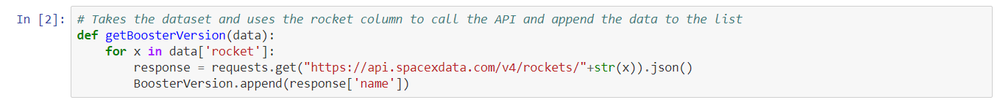 In [2]: # Takes the dataset and uses the rocket column to call the API and append the data to the list
def getBoosterVersion(data):
    for x in data['rocket']:
        response = requests.get("https://api.spacexdata.com/v4/rockets/"+str(x)).json()
        BoosterVersion.append(response['name'])